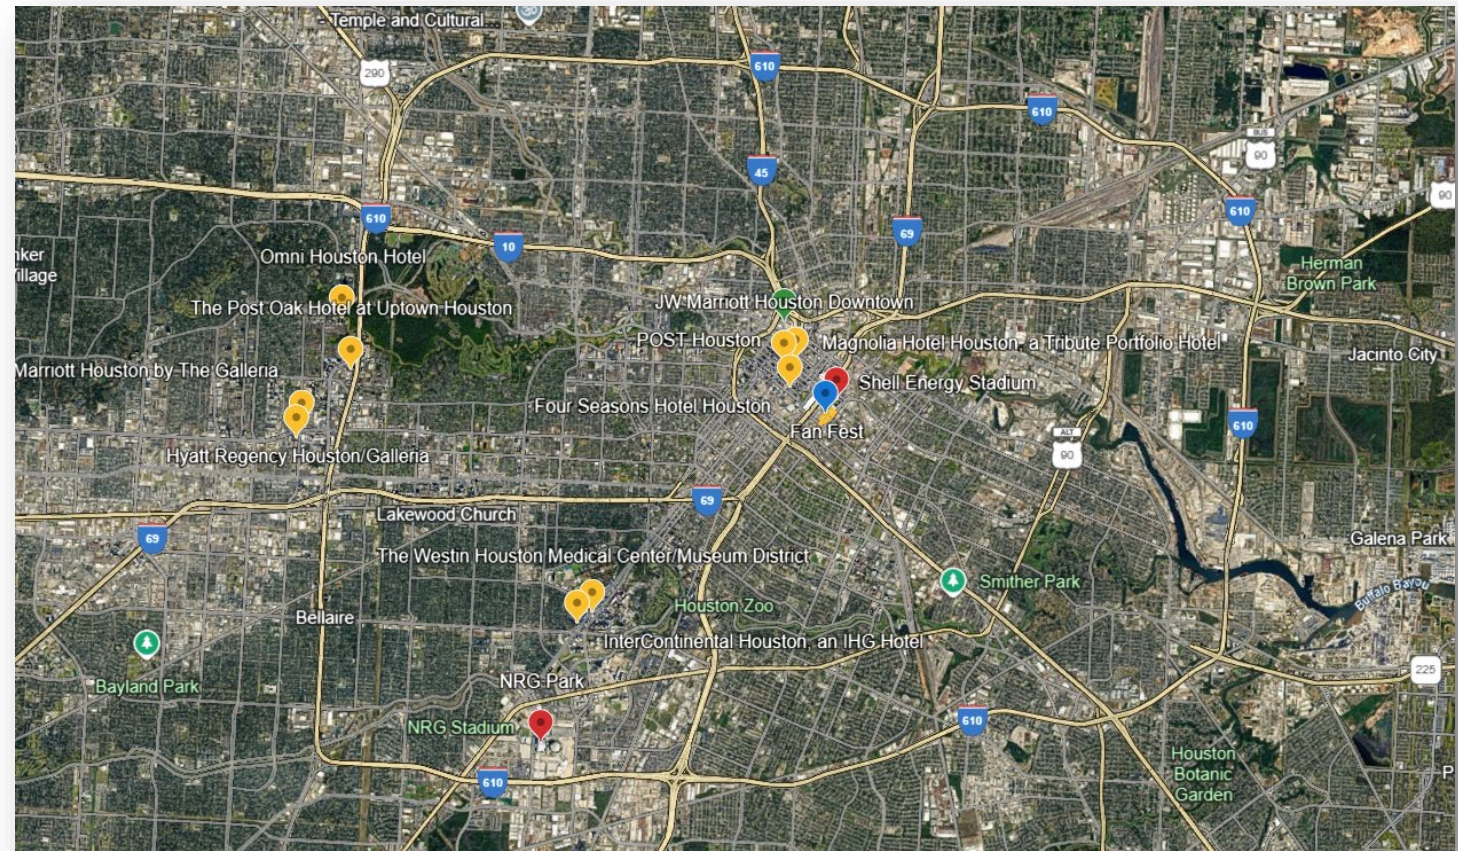 Temple and Cultural...
290
610
610
45
BUS
90
90
610
610
69
10
nker
Village
Omni Houston Hotel
Herman
Brown Park
The Post Oak Hotel at Uptown Houston
JW Marriott Houston Downtown
POST Houston
Magnolia Hotel Houston, a Tribute Portfolio Hotel
Jacinto City
Marriott Houston by The Galleria
Shell Energy Stadium
Four Seasons Hotel Houston
610
Fan Fest
ALT
90
Hyatt Regency Houston/Galleria
69
Lakewood Church
69
Galena Park
The Westin Houston Medical Center/Museum District
Smither Park
Buffalo Bayou
Houston Zoo
Bellaire
InterContinental Houston, an IHG Hotel
225
NRG Park
Bayland Park
NRG Stadium
610
Houston
Botanic
Garden
610
P